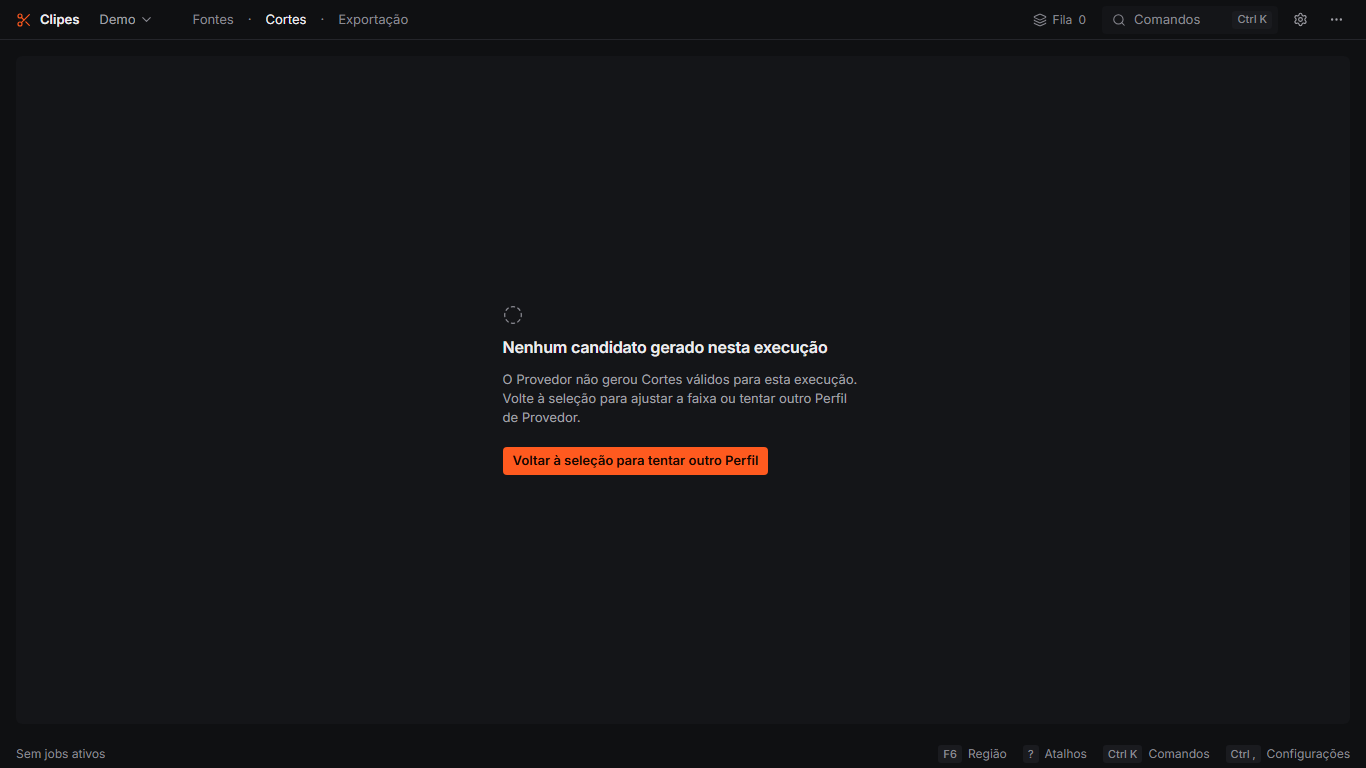 Clipes Demo Fontes · Cortes · Exportação Fila 0 Comandos Ctrl K
Nenhum candidato gerado nesta execução
O Provedor não gerou Cortes válidos para esta execução.
Volte à seleção para ajustar a faixa ou tentar outro Perfil
de Provedor.
Voltar à seleção para tentar outro Perfil
Sem jobs ativos F6 Região ? Atalhos Ctrl K Comandos Ctrl , Configurações